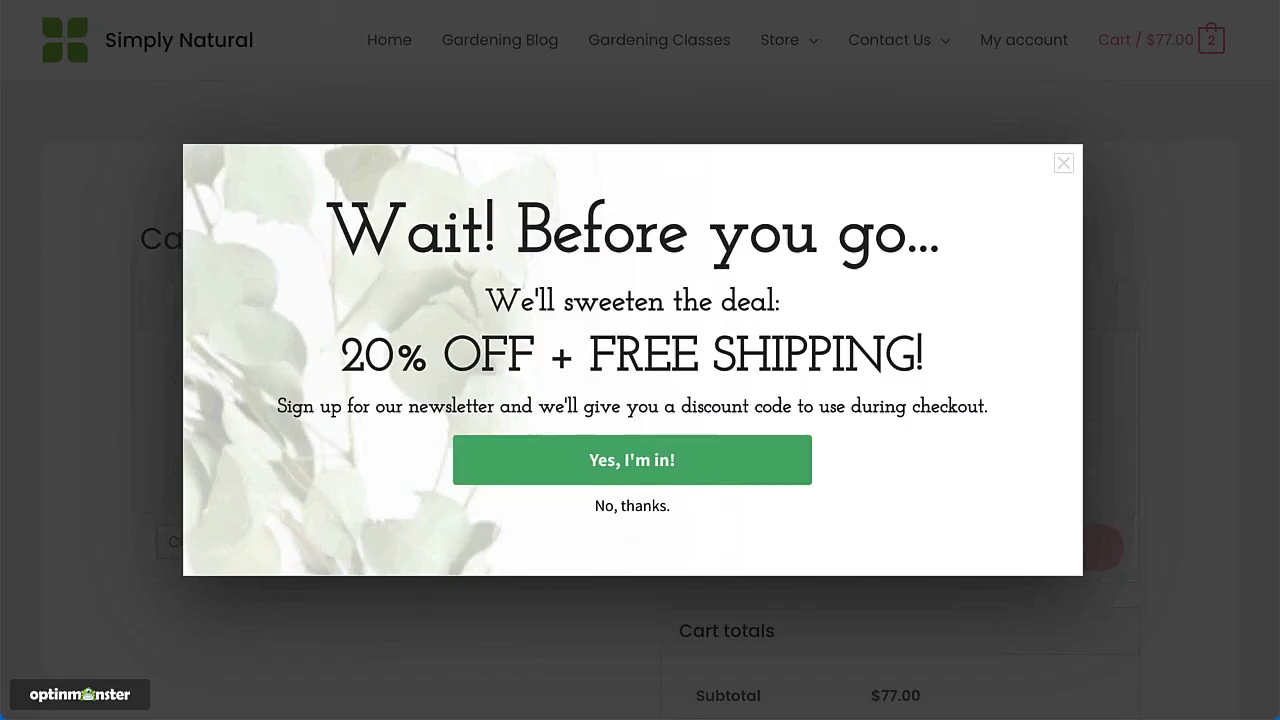 Simply Natural
Home Gardening Blog Gardening Classes Store Contact Us My account Cart / $77.00 2
Wait! Before you go...
We'll sweeten the deal:
20% OFF + FREE SHIPPING!
Sign up for our newsletter and we'll give you a discount code to use during checkout.
Yes, I'm in!
No, thanks.
Cart totals
Subtotal $77.00
optinmonster